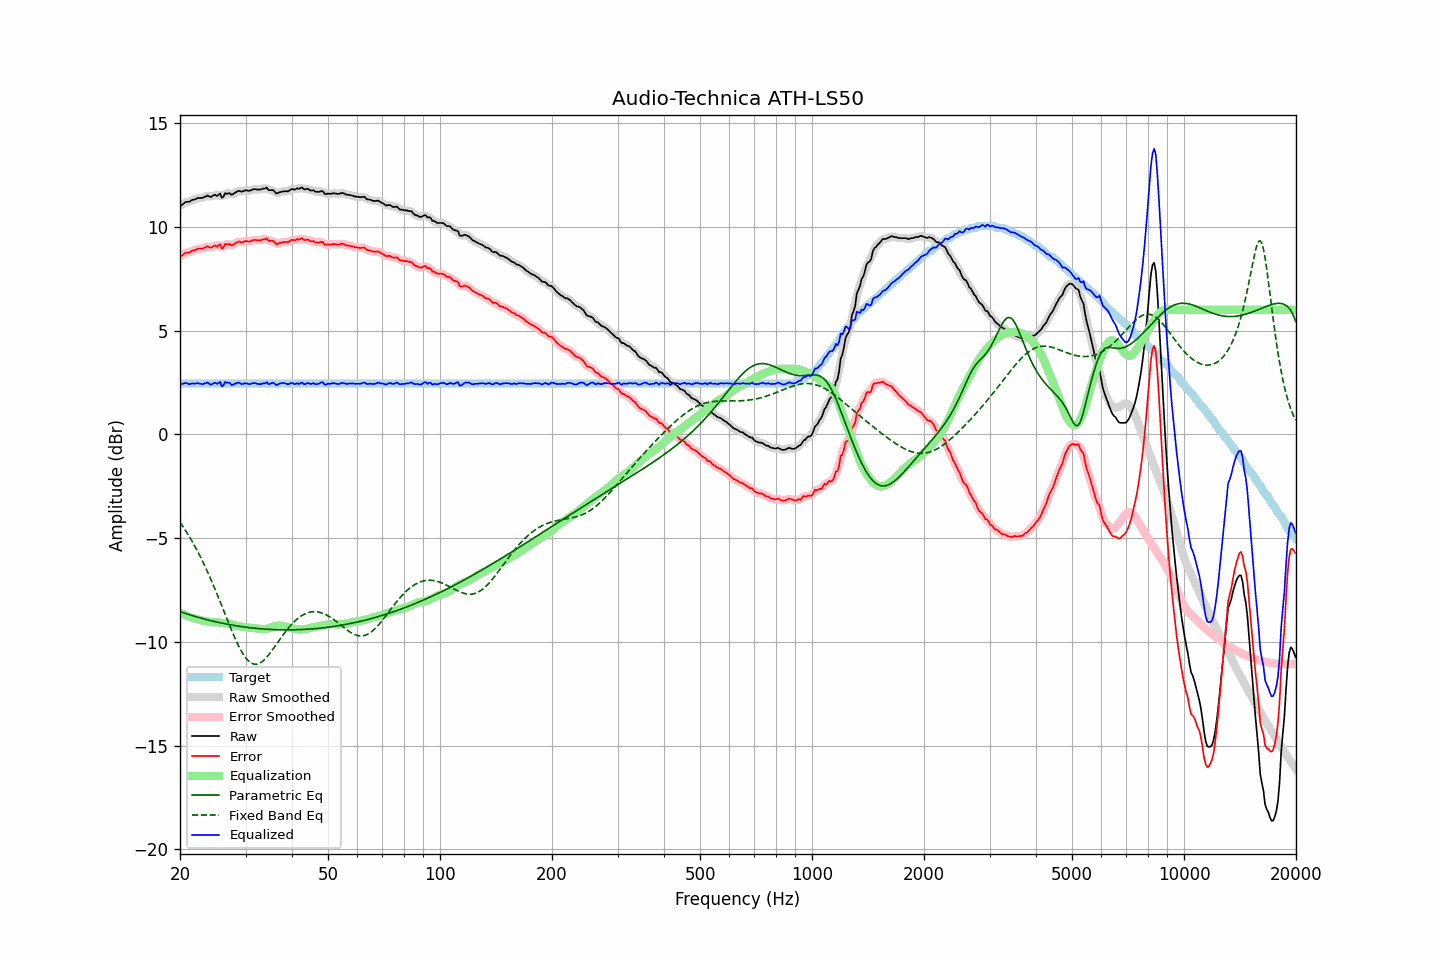 Audio-Technica ATH-LS50
Amplitude (dBr)
15
10
5
0
−5
−10
−15
−20
Target
Raw Smoothed
Error Smoothed
Raw
Error
Equalization
Parametric Eq
Fixed Band Eq
Equalized
20 50 100 200 500 1000 2000 5000 10000 20000
Frequency (Hz)